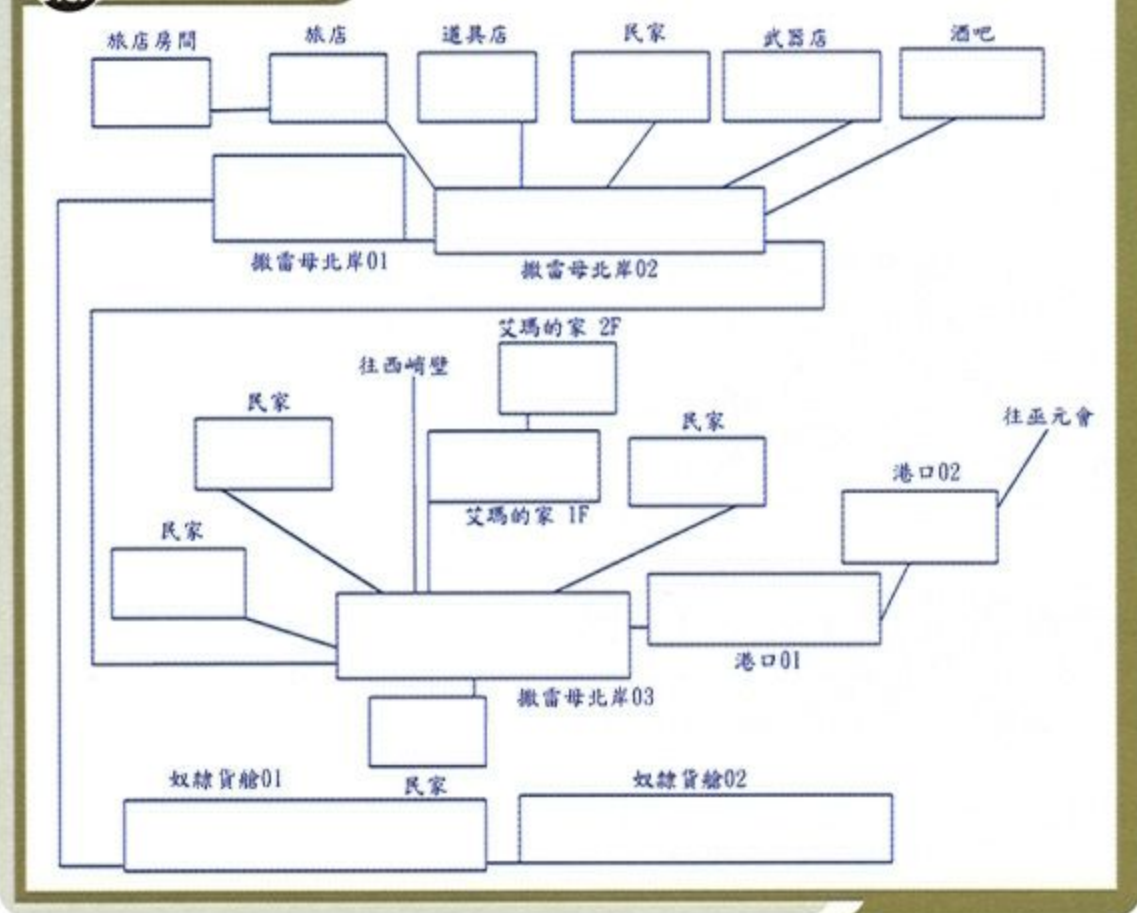 旅店房間
旅店
道具店
民家
武器店
酒吧
撒雷母北岸01
撒雷母北岸02
艾瑪的家 2F
往西峭壁
民家
民家
往巫元會
港口02
艾瑪的家 1F
民家
港口01
撒雷母北岸03
奴隸貨艙01
民家
奴隸貨艙02